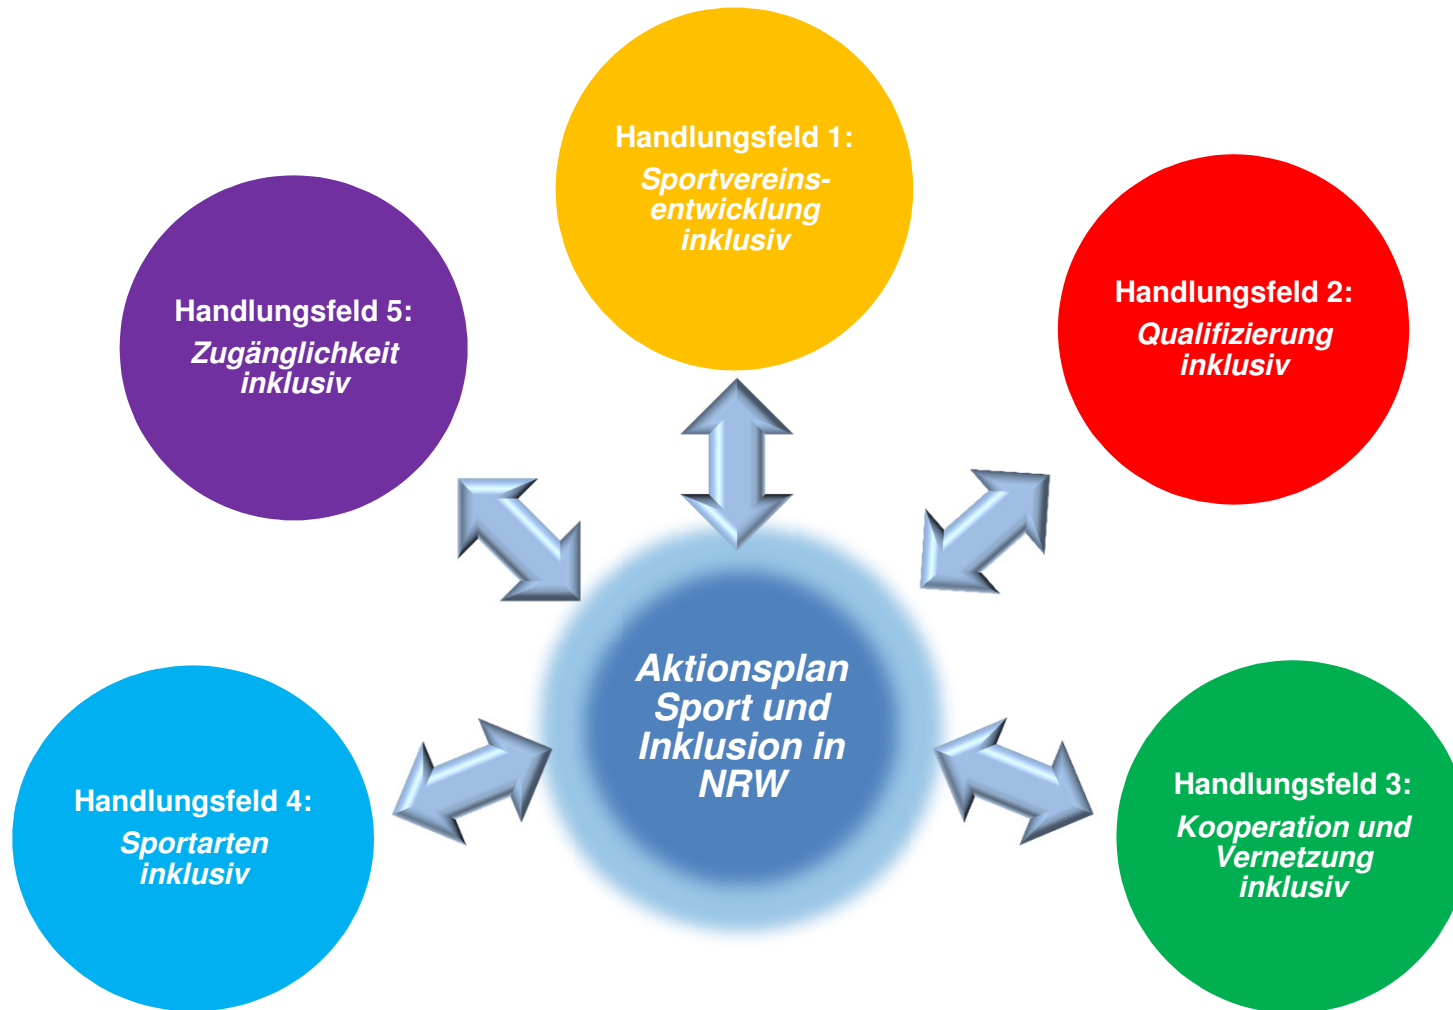 Handlungsfeld 1:
Sportvereins-
entwicklung
inklusiv
Handlungsfeld 2:
Qualifizierung
inklusiv
Handlungsfeld 3:
Kooperation und
Vernetzung
inklusiv
Handlungsfeld 4:
Sportarten
inklusiv
Handlungsfeld 5:
Zugänglichkeit
inklusiv
Aktionsplan
Sport und
Inklusion in
NRW